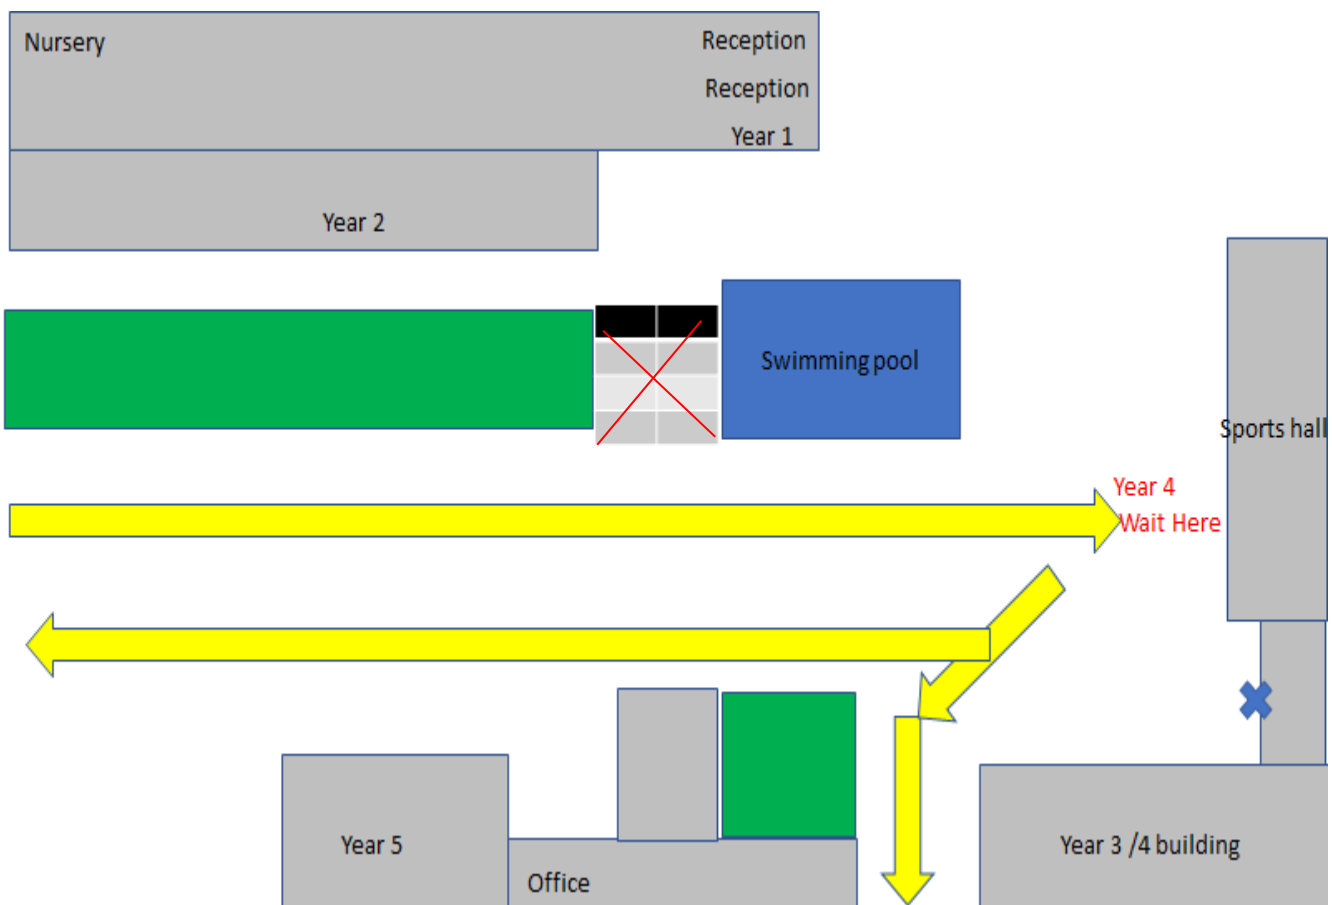 Nursery
Reception
Reception
Year 1
Year 2
Swimming pool
Sports hall
Year 4
Wait Here
Year 5
Office
Year 3 /4 building